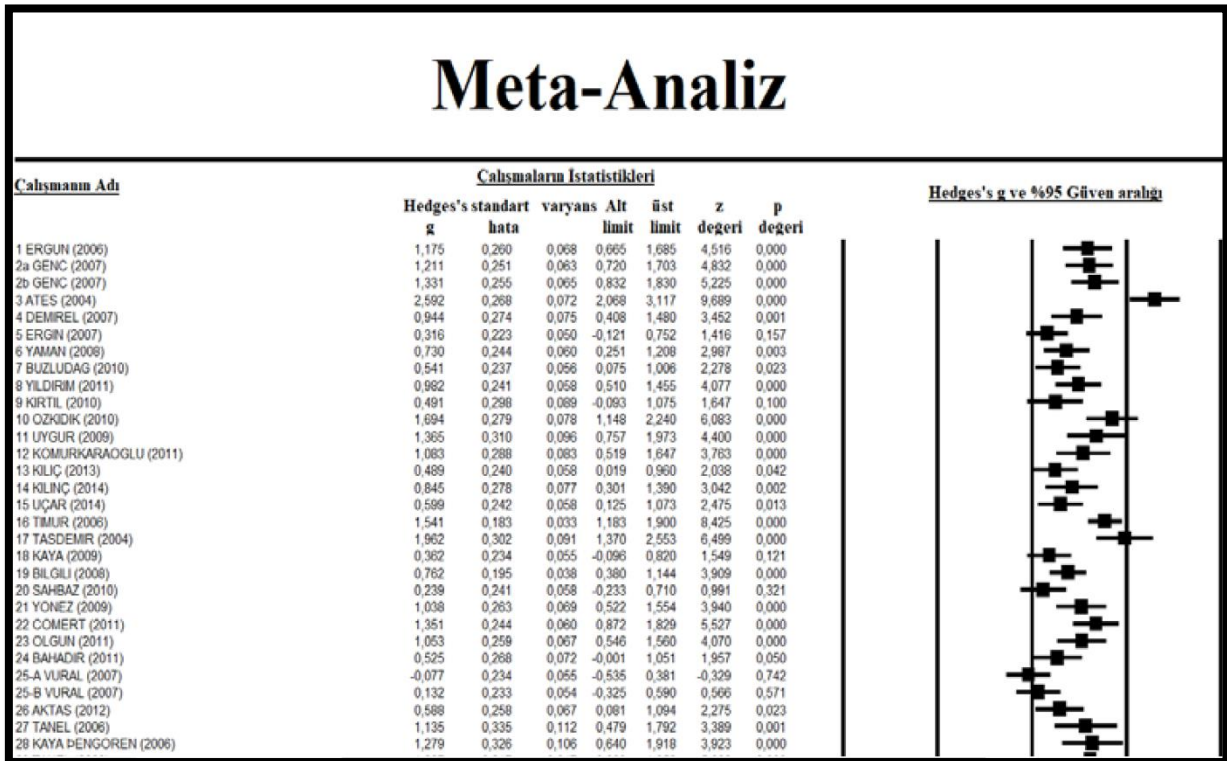 Meta-Analiz
Çalışmanın Adı
Çalışmaların İstatistikleri
Hedges's g ve %95 Güven aralığı
Hedges's standart varyans Alt üst z p
g hata limit limit değeri değeri
1 ERGUN (2006) 1,175 0,260 0,068 0,665 1,685 4,516 0,000
2a GENC (2007) 1,211 0,251 0,063 0,720 1,703 4,832 0,000
2b GENC (2007) 1,331 0,255 0,065 0,832 1,830 5,225 0,000
3 ATES (2004) 2,592 0,268 0,072 2,068 3,117 9,689 0,000
4 DEMIREL (2007) 0,944 0,274 0,075 0,408 1,480 3,452 0,001
5 ERGIN (2007) 0,316 0,223 0,050 -0,121 0,752 1,416 0,157
6 YAMAN (2008) 0,730 0,244 0,060 0,251 1,208 2,987 0,003
7 BUZLUDAG (2010) 0,541 0,237 0,056 0,075 1,006 2,278 0,023
8 YILDIRIM (2011) 0,982 0,241 0,058 0,510 1,455 4,077 0,000
9 KIRTIL (2010) 0,491 0,298 0,089 -0,093 1,075 1,647 0,100
10 OZKIDIK (2010) 1,694 0,279 0,078 1,148 2,240 6,083 0,000
11 UYGUR (2009) 1,365 0,310 0,096 0,757 1,973 4,400 0,000
12 KOMURKARAOGLU (2011) 1,083 0,288 0,083 0,519 1,647 3,763 0,000
13 KILIÇ (2013) 0,489 0,240 0,058 0,019 0,960 2,038 0,042
14 KILINÇ (2014) 0,845 0,278 0,077 0,301 1,390 3,042 0,002
15 UÇAR (2014) 0,599 0,242 0,058 0,125 1,073 2,475 0,013
16 TIMUR (2006) 1,541 0,183 0,033 1,183 1,900 8,425 0,000
17 TASDEMIR (2004) 1,962 0,302 0,091 1,370 2,553 6,499 0,000
18 KAYA (2009) 0,362 0,234 0,055 -0,096 0,820 1,549 0,121
19 BILGILI (2008) 0,762 0,195 0,038 0,380 1,144 3,909 0,000
20 SAHBAZ (2010) 0,239 0,241 0,058 -0,233 0,710 0,991 0,321
21 YONEZ (2009) 1,038 0,263 0,069 0,522 1,554 3,940 0,000
22 COMERT (2011) 1,351 0,244 0,060 0,872 1,829 5,527 0,000
23 OLGUN (2011) 1,053 0,259 0,067 0,546 1,560 4,070 0,000
24 BAHADIR (2011) 0,525 0,268 0,072 -0,001 1,051 1,957 0,050
25-A VURAL (2007) -0,077 0,234 0,055 -0,535 0,381 -0,329 0,742
25-B VURAL (2007) 0,132 0,233 0,054 -0,325 0,590 0,566 0,571
26 AKTAS (2012) 0,588 0,258 0,067 0,081 1,094 2,275 0,023
27 TANEL (2006) 1,135 0,335 0,112 0,479 1,792 3,389 0,001
28 KAYA ÞENGOREN (2006) 1,279 0,326 0,106 0,640 1,918 3,923 0,000